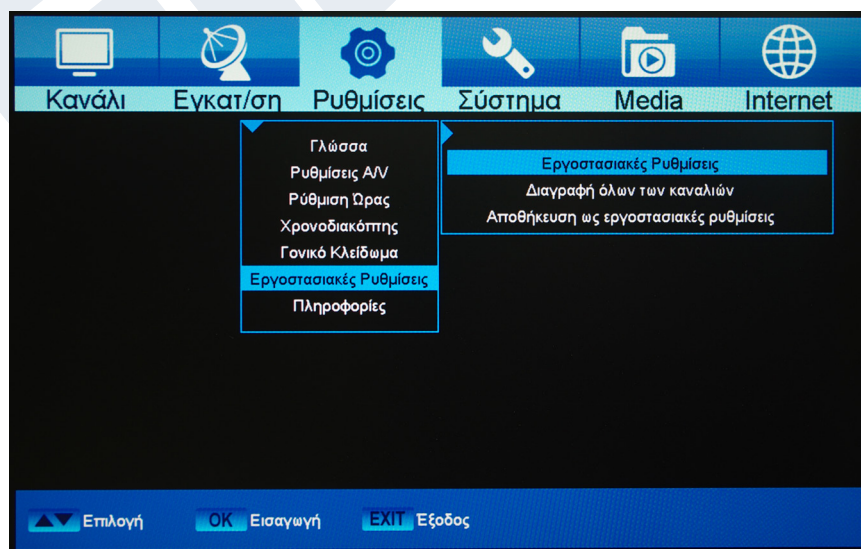 Κανάλι Εγκατ/ση Ρυθμίσεις Σύστημα Media Internet
Γλώσσα
Ρυθμίσεις A/V
Ρύθμιση Ώρας
Χρονοδιακόπτης
Γονικό Κλείδωμα
Εργοστασιακές Ρυθμίσεις
Πληροφορίες
Εργοστασιακές Ρυθμίσεις
Διαγραφή όλων των καναλιών
Αποθήκευση ως εργοστασιακές ρυθμίσεις
Επιλογή OK Εισαγωγή EXIT Έξοδος